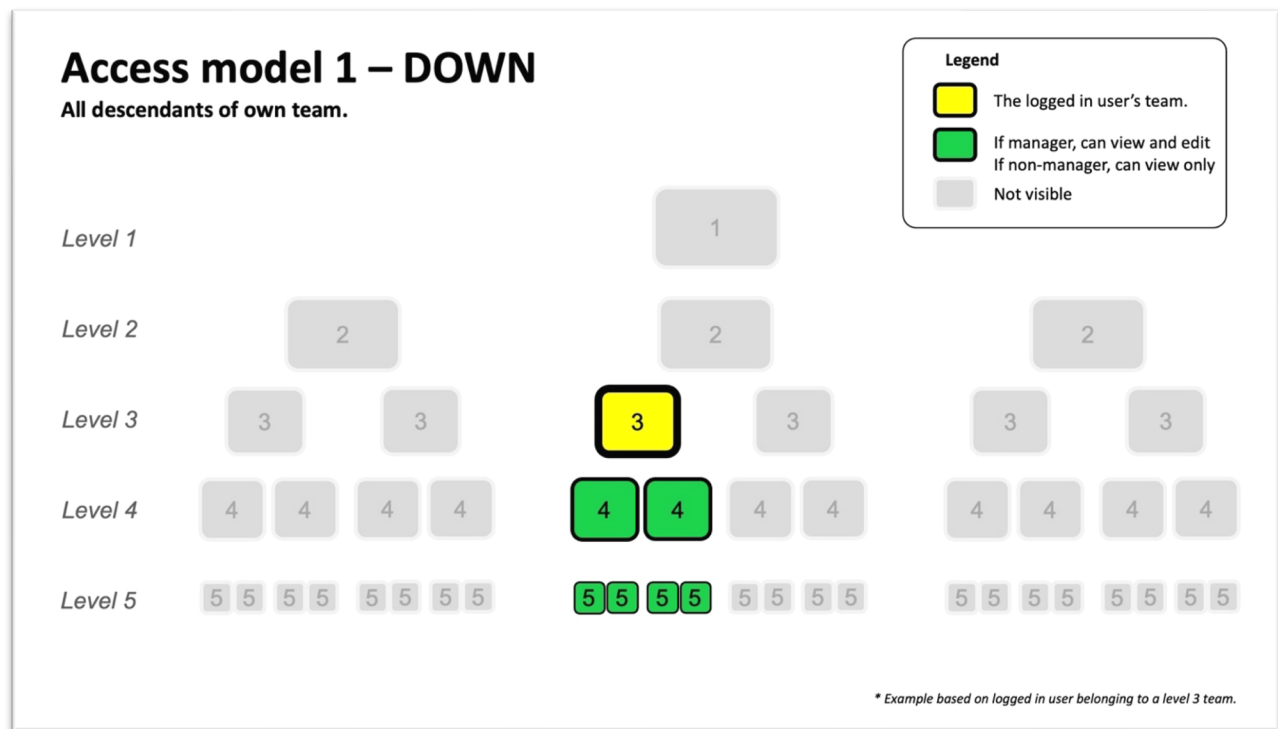 Access model 1 – DOWN
All descendants of own team.
Legend
The logged in user's team.
If manager, can view and edit
If non-manager, can view only
Not visible
Level 1
1
Level 2
2 2 2
Level 3
3 3 3 3 3 3
Level 4
4 4 4 4 4 4 4 4 4 4 4 4
Level 5
5 5 5 5 5 5 5 5 5 5 5 5 5 5 5 5 5 5 5 5 5 5 5 5
* Example based on logged in user belonging to a level 3 team.